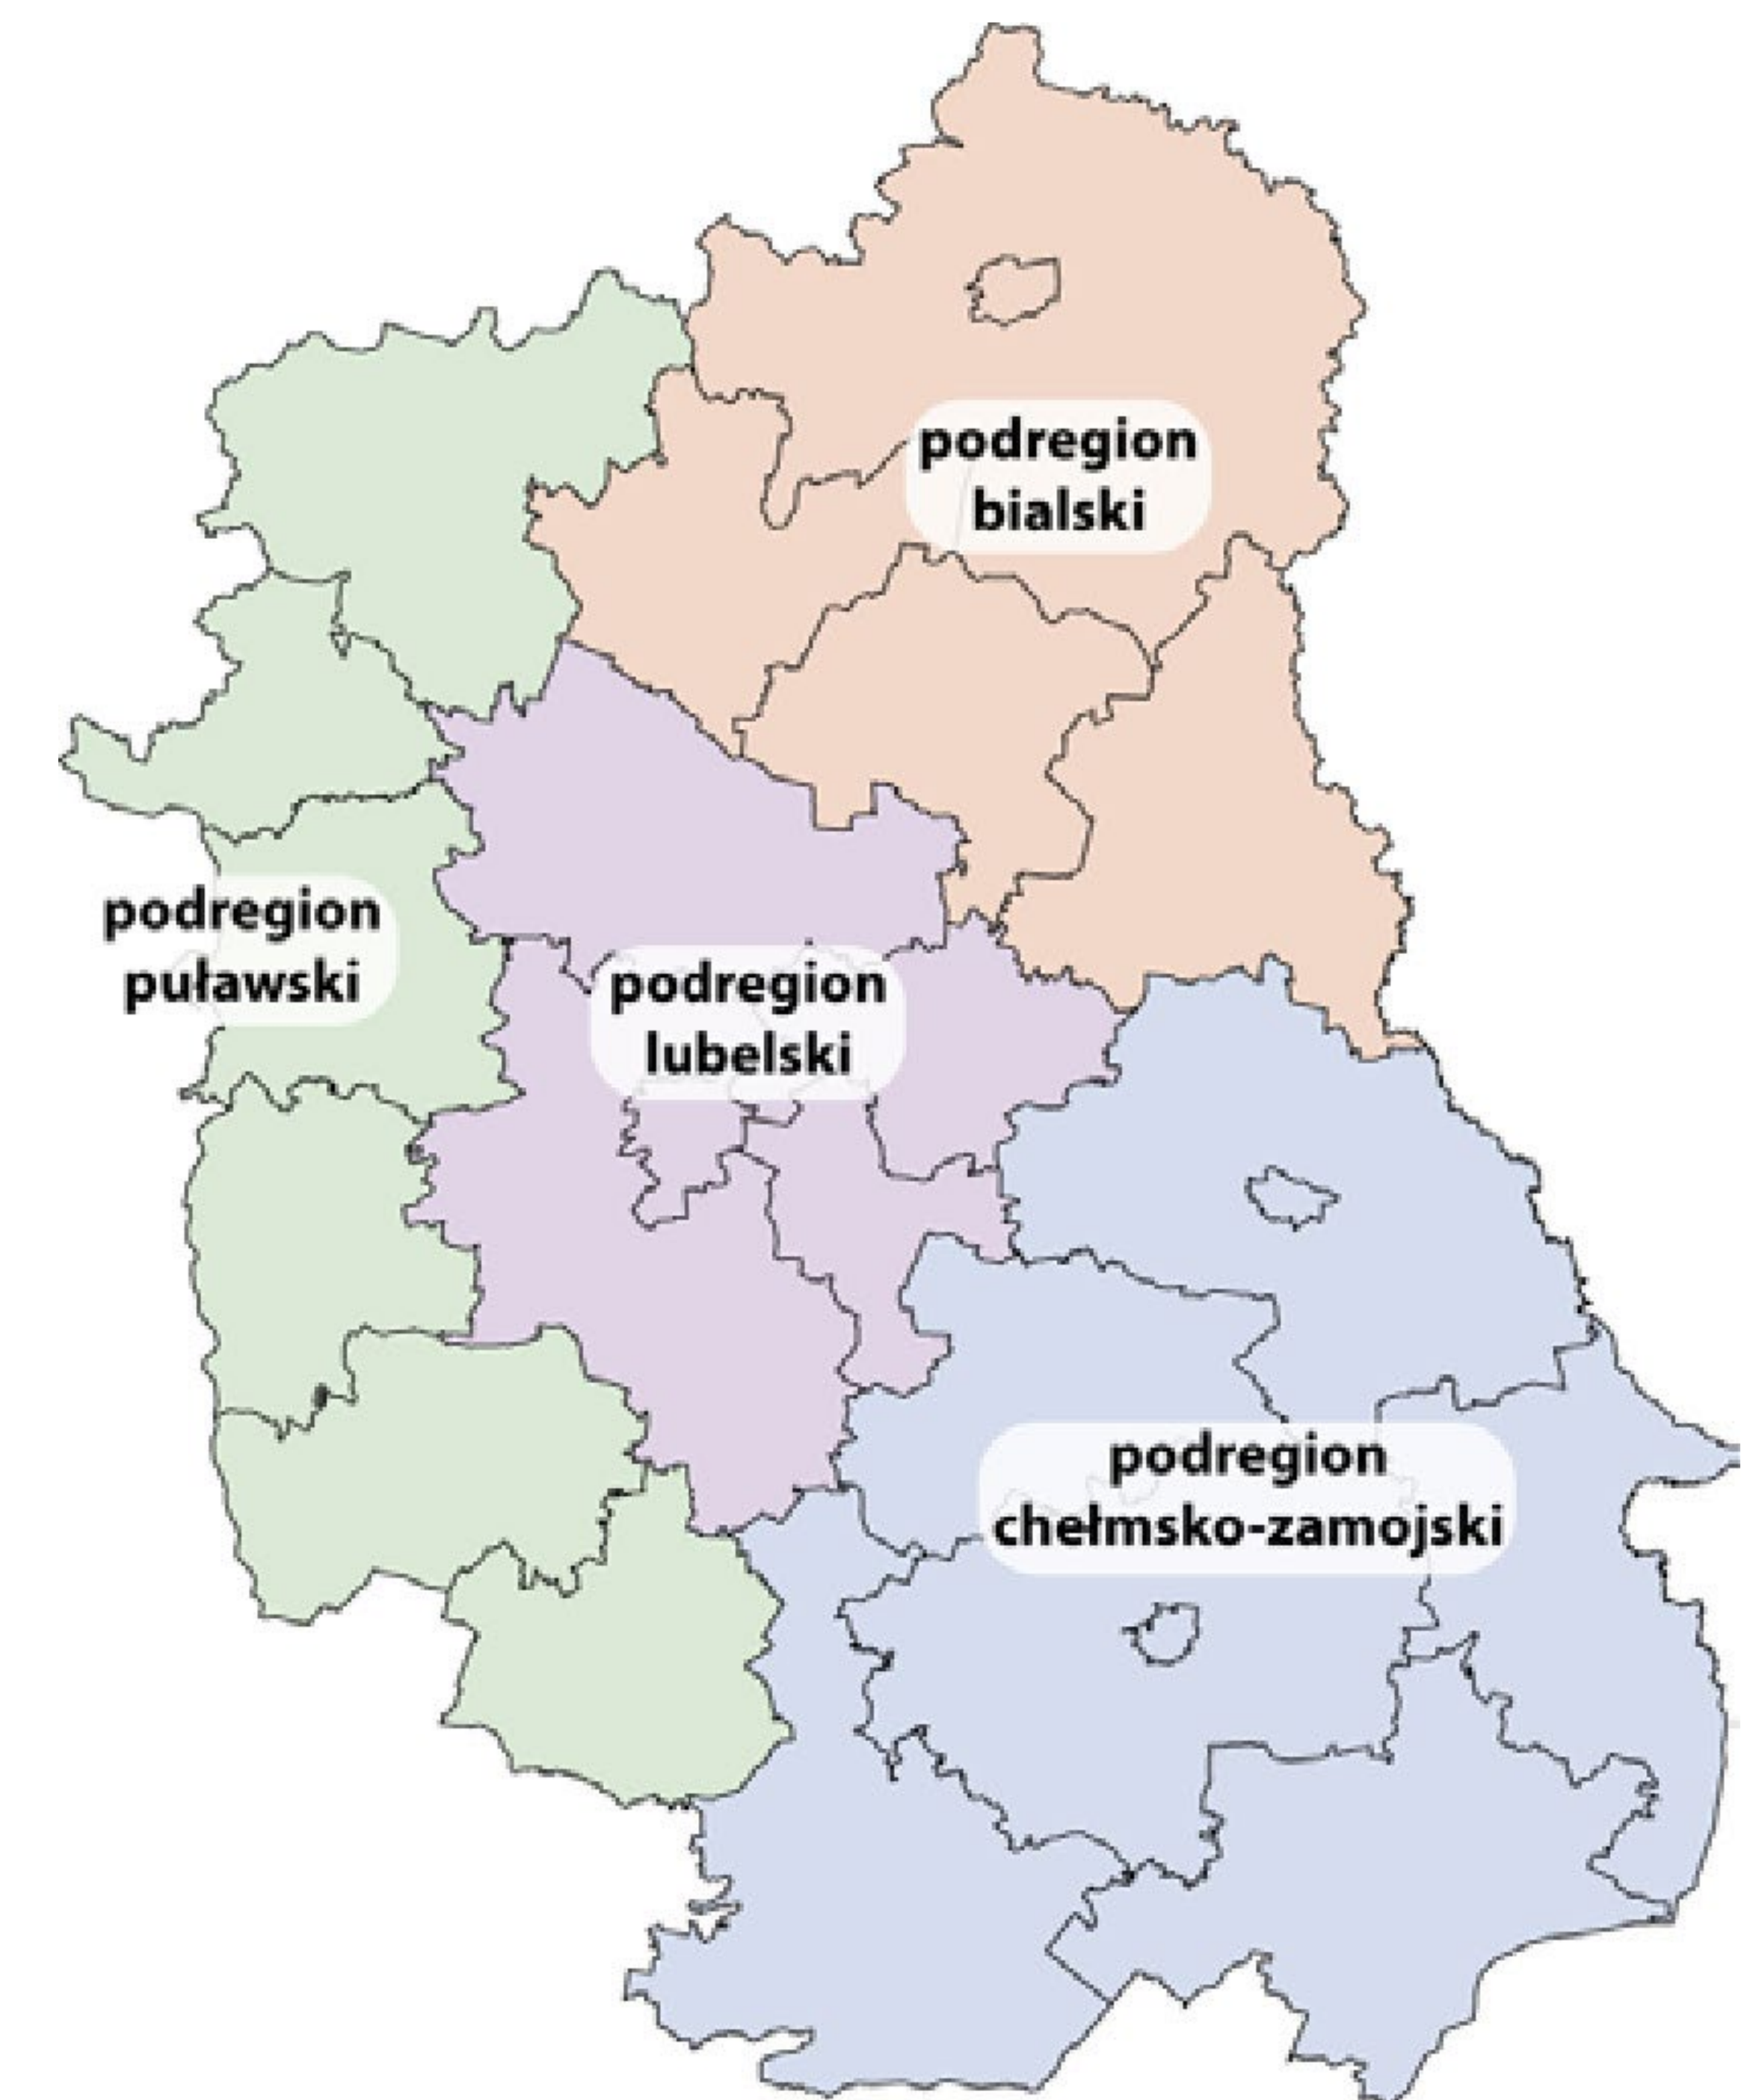 podregion
bialski
podregion
puławski
podregion
lubelski
podregion
chełmsko-zamojski